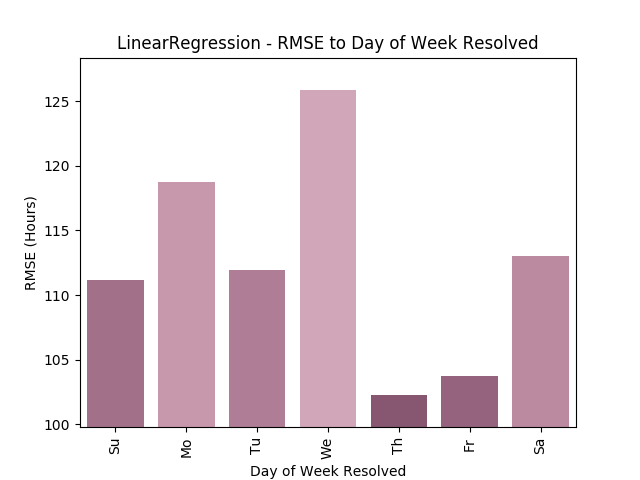 LinearRegression - RMSE to Day of Week Resolved
RMSE (Hours)
125
120
115
110
105
100
Su
Mo
Tu
We
Th
Fr
Sa
Day of Week Resolved